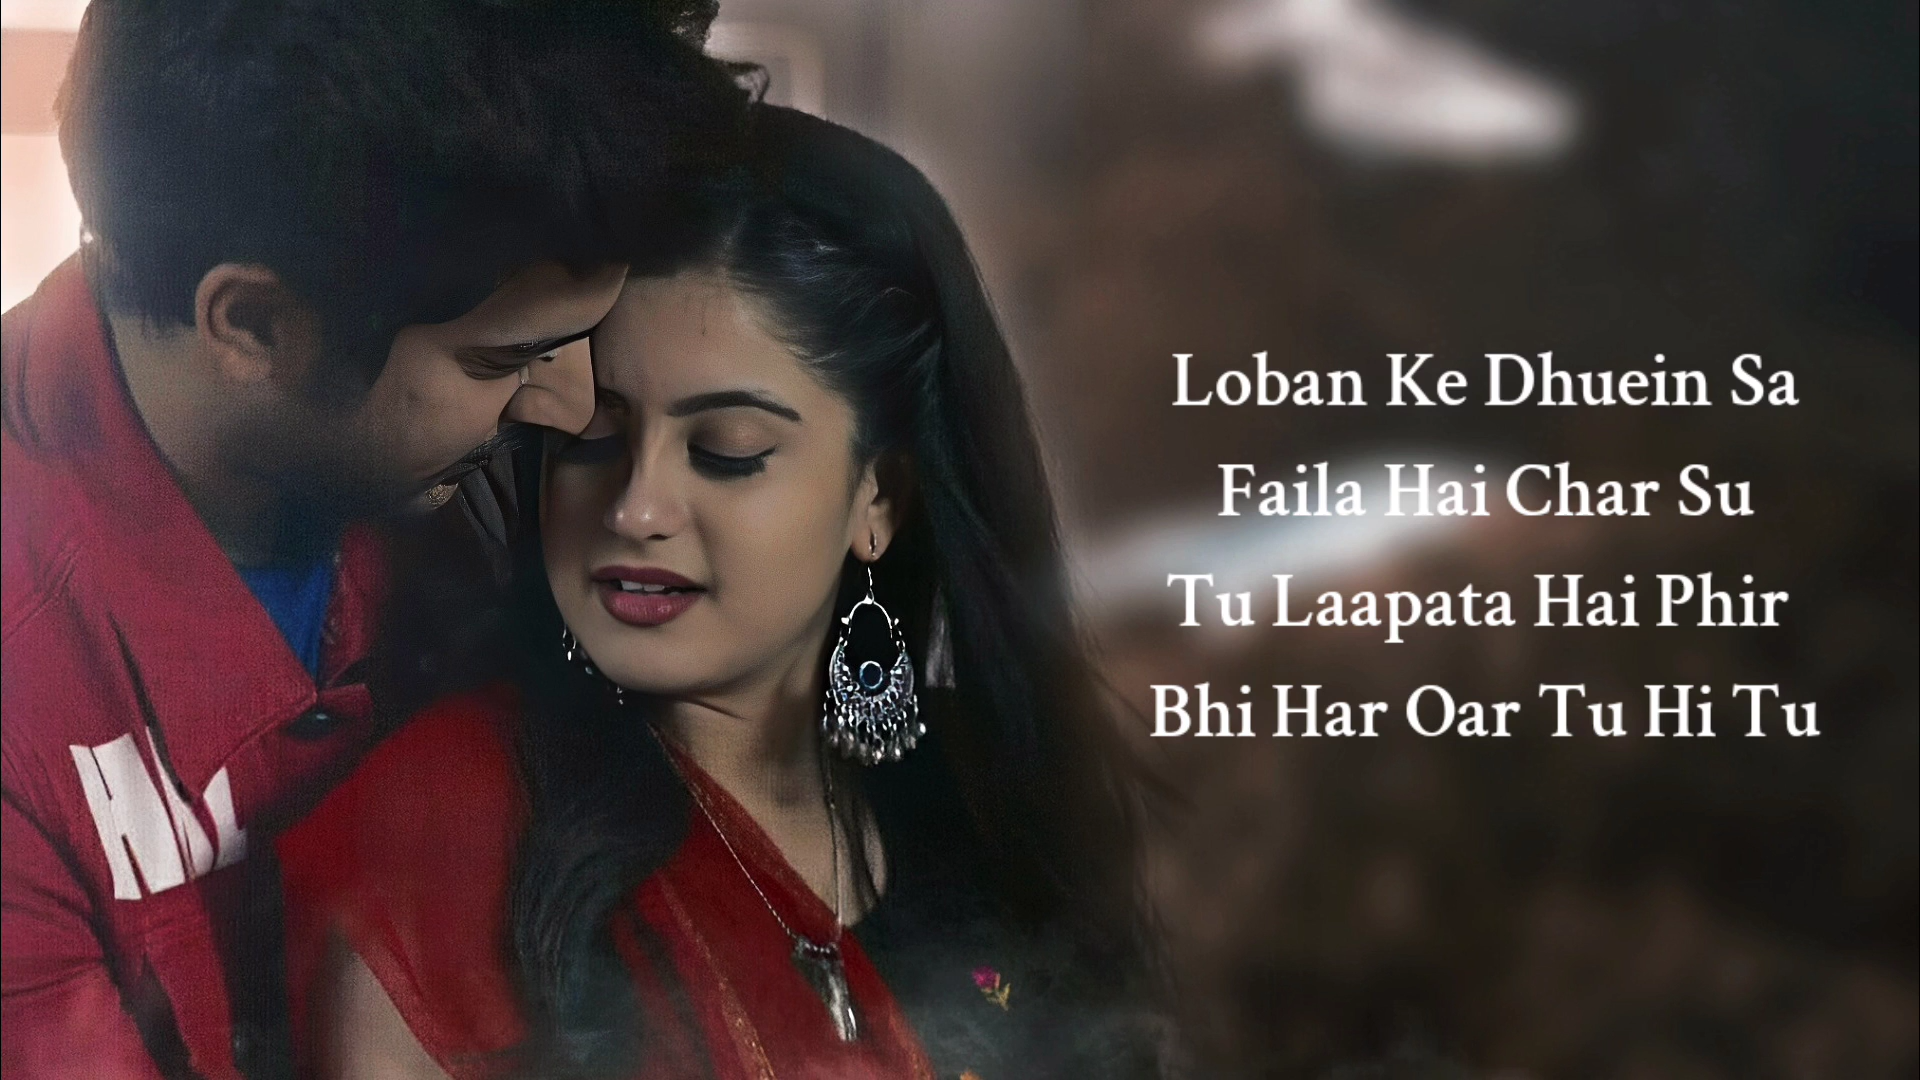 Loban Ke Dhuein Sa
Faila Hai Char Su
Tu Laapata Hai Phir
Bhi Har Oar Tu Hi Tu